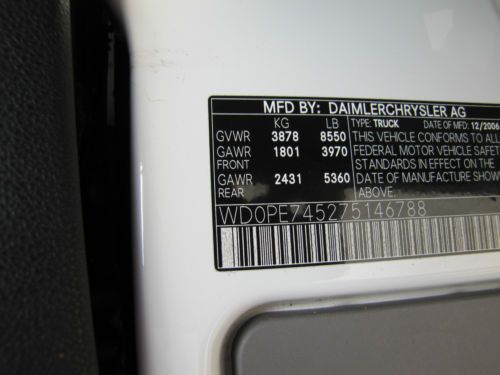 MFD BY: DAIMLERCHRYSLER AG
KG LB TYPE: TRUCK DATE OF MFD. 12/2006
GVWR 3878 8550 THIS VEHICLE CONFORMS TO ALL
GAWR 1801 3970 FEDERAL MOTOR VEHICLE SAFET
FRONT STANDARDS IN EFFECT ON THE
GAWR 2431 5360 DATE OF MANUFACTURE SHOWN
REAR ABOVE.
WD0PE745275146788